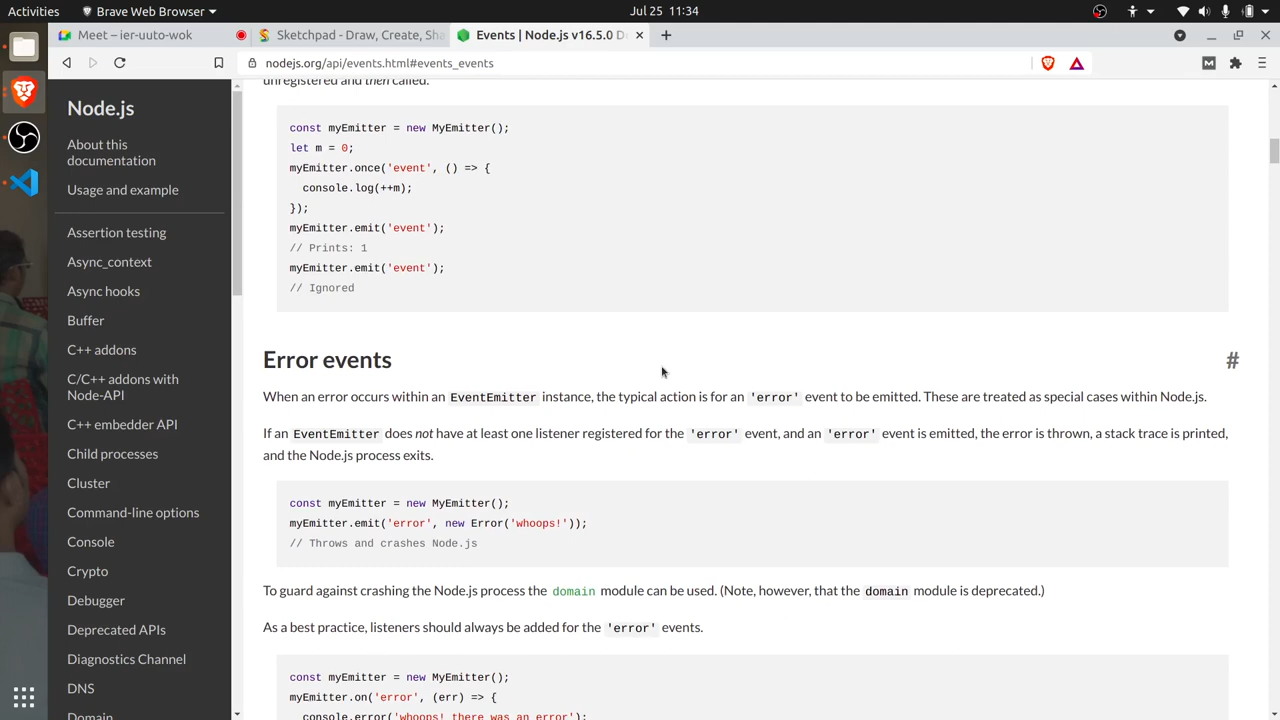 Activities
Brave Web Browser
Jul 25 11:34
Meet – ier-uuto-wok
Sketchpad - Draw, Create, Sha
Events | Node.js v16.5.0 D
nodejs.org/api/events.html#events_events
Node.js
About this
documentation
Usage and example
Assertion testing
Async_context
Async hooks
Buffer
C++ addons
C/C++ addons with
Node-API
C++ embedder API
Child processes
Cluster
Command-line options
Console
Crypto
Debugger
Deprecated APIs
Diagnostics Channel
DNS
Domain
unregistered and then called.
const myEmitter = new MyEmitter();
let m = 0;
myEmitter.once('event', () => {
  console.log(++m);
});
myEmitter.emit('event');
// Prints: 1
myEmitter.emit('event');
// Ignored
Error events
#
When an error occurs within an EventEmitter instance, the typical action is for an 'error' event to be emitted. These are treated as special cases within Node.js.
If an EventEmitter does not have at least one listener registered for the 'error' event, and an 'error' event is emitted, the error is thrown, a stack trace is printed,
and the Node.js process exits.
const myEmitter = new MyEmitter();
myEmitter.emit('error', new Error('whoops!'));
// Throws and crashes Node.js
To guard against crashing the Node.js process the domain module can be used. (Note, however, that the domain module is deprecated.)
As a best practice, listeners should always be added for the 'error' events.
const myEmitter = new MyEmitter();
myEmitter.on('error', (err) => {
  console.error('whoops! there was an error');